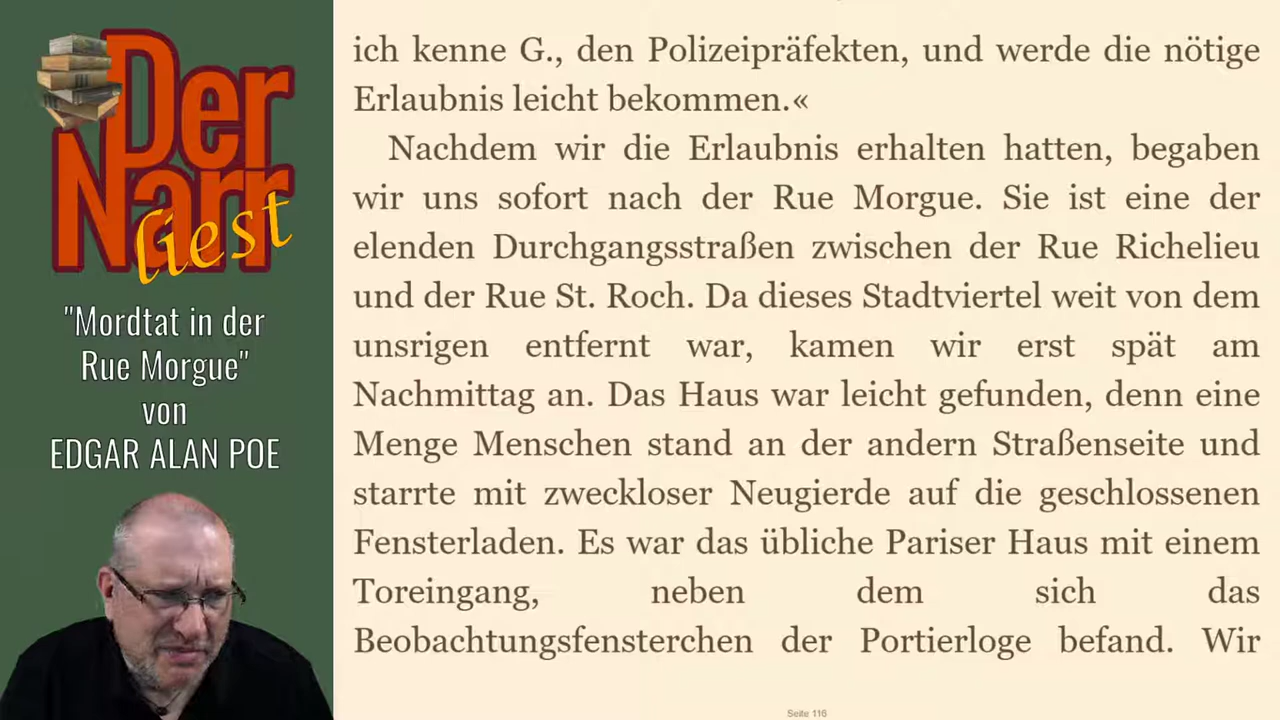 Der
Narr
liest
"Mordtat in der
Rue Morgue"
von
EDGAR ALAN POE
ich kenne G., den Polizeipräfekten, und werde die nötige
Erlaubnis leicht bekommen.«
Nachdem wir die Erlaubnis erhalten hatten, begaben
wir uns sofort nach der Rue Morgue. Sie ist eine der
elenden Durchgangsstraßen zwischen der Rue Richelieu
und der Rue St. Roch. Da dieses Stadtviertel weit von dem
unsrigen entfernt war, kamen wir erst spät am
Nachmittag an. Das Haus war leicht gefunden, denn eine
Menge Menschen stand an der andern Straßenseite und
starrte mit zweckloser Neugierde auf die geschlossenen
Fensterladen. Es war das übliche Pariser Haus mit einem
Toreingang, neben dem sich das
Beobachtungsfensterchen der Portierloge befand. Wir
Seite 116